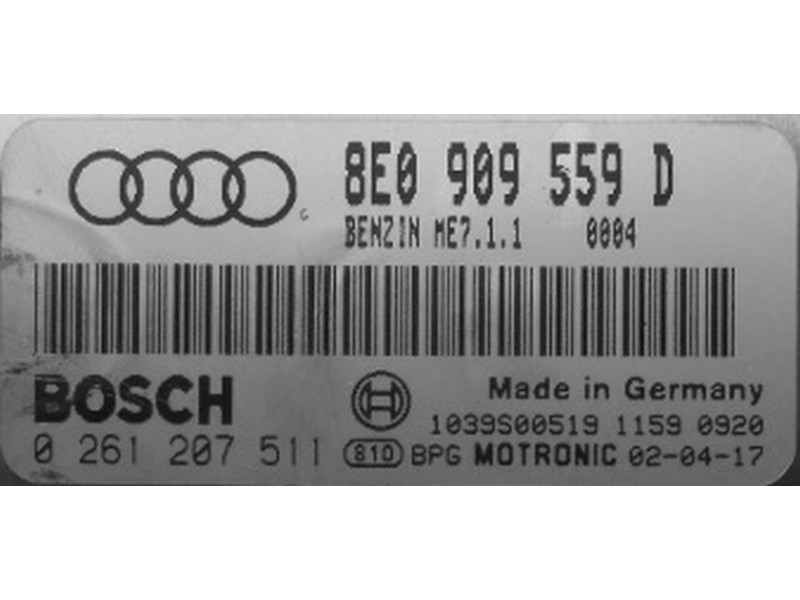 8E0 909 559 D
BENZIN ME7.1.1 0004
BOSCH
Made in Germany
1039S00519 1159 0920
0 261 207 511 810 BPG MOTRONIC 02-04-17